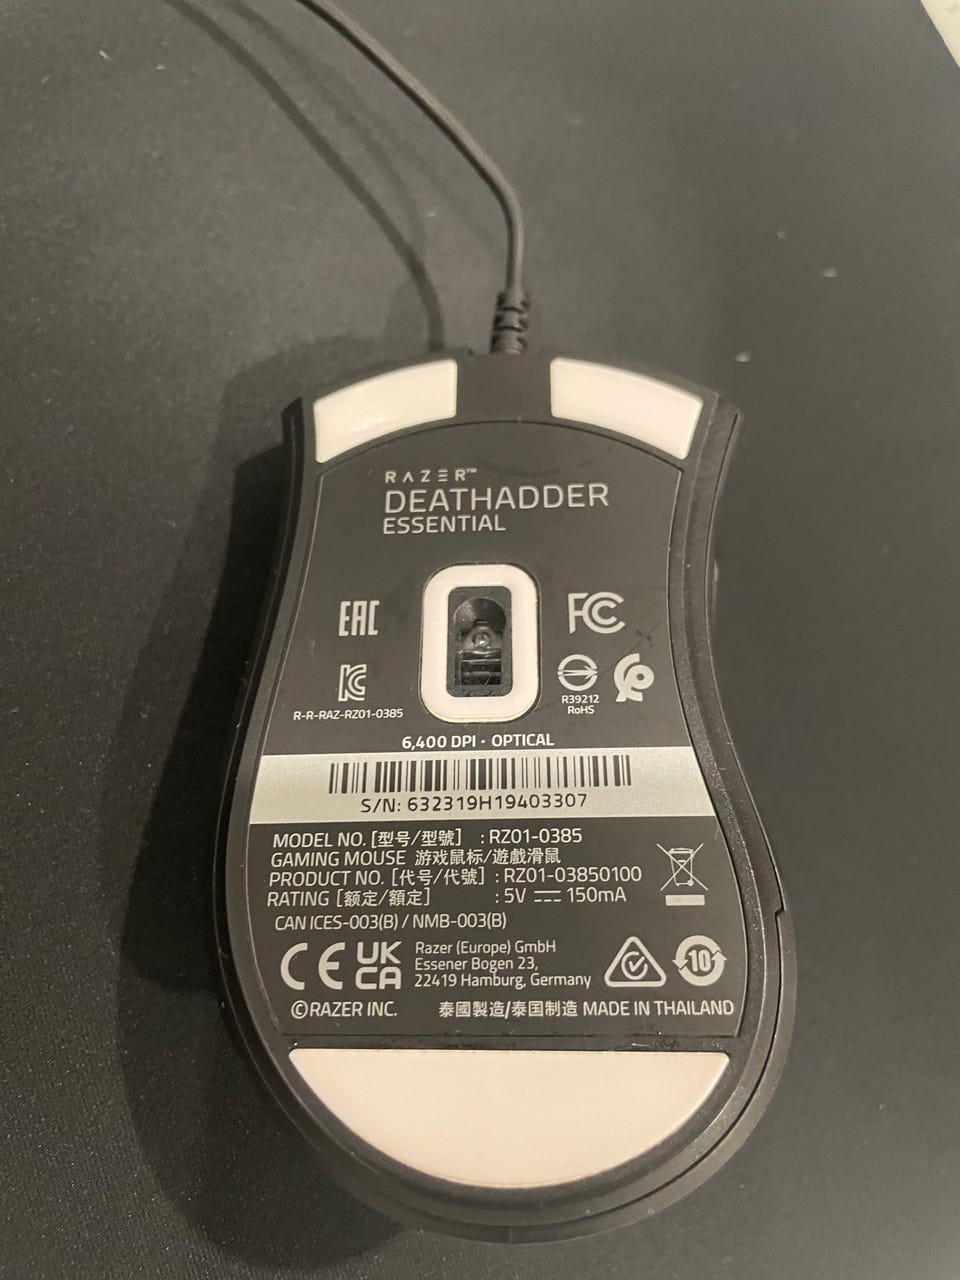 RAZER™
DEATHADDER
ESSENTIAL
EAC
FC
R-R-RAZ-RZ01-0385
R39212
RoHS
6,400 DPI · OPTICAL
S/N: 632319H19403307
MODEL NO. [型号/型號] : RZ01-0385
GAMING MOUSE 游戏鼠标/遊戲滑鼠
PRODUCT NO. [代号/代號] : RZ01-03850100
RATING [额定/額定] : 5V ⎓ 150mA
CAN ICES-003(B) / NMB-003(B)
CE UK
CA
Razer (Europe) GmbH
Essener Bogen 23,
22419 Hamburg, Germany
10
©RAZER INC. 泰國製造/泰国制造 MADE IN THAILAND